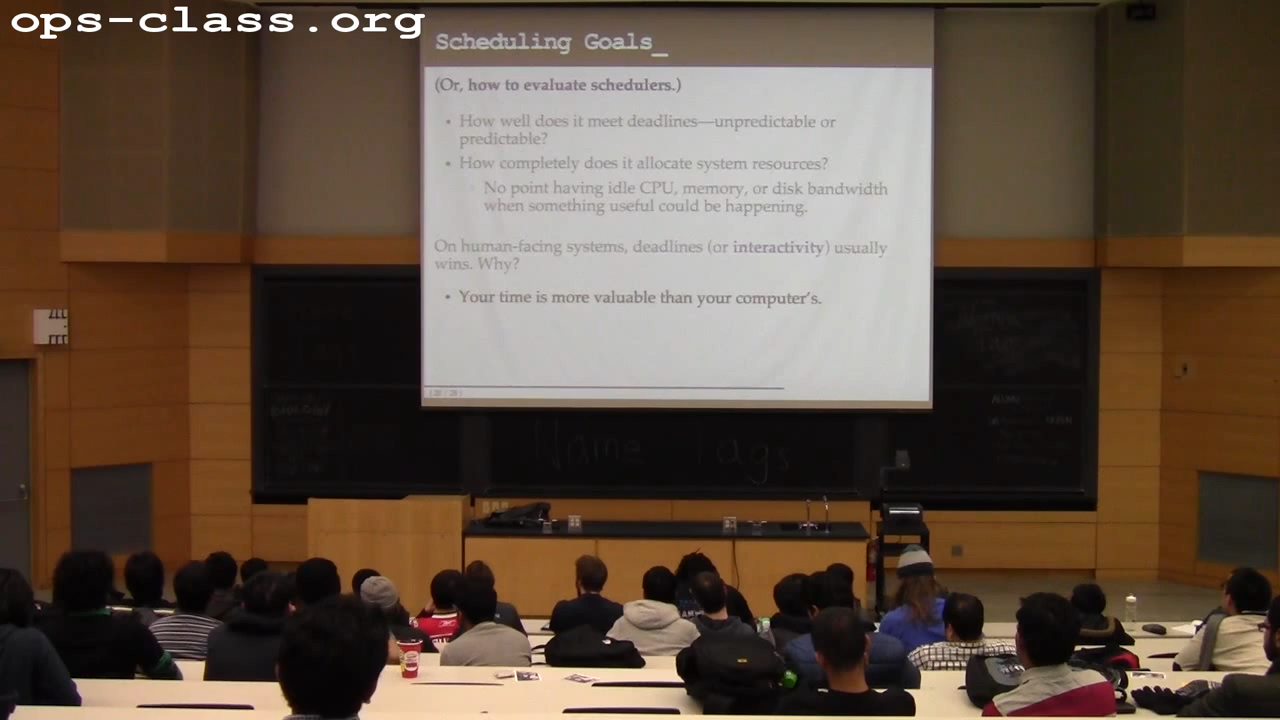 ops-class.org
Scheduling Goals_
(Or, how to evaluate schedulers.)
• How well does it meet deadlines—unpredictable or
predictable?
• How completely does it allocate system resources?
No point having idle CPU, memory, or disk bandwidth
when something useful could be happening.
On human-facing systems, deadlines (or interactivity) usually
wins. Why?
• Your time is more valuable than your computer's.
Name Tags